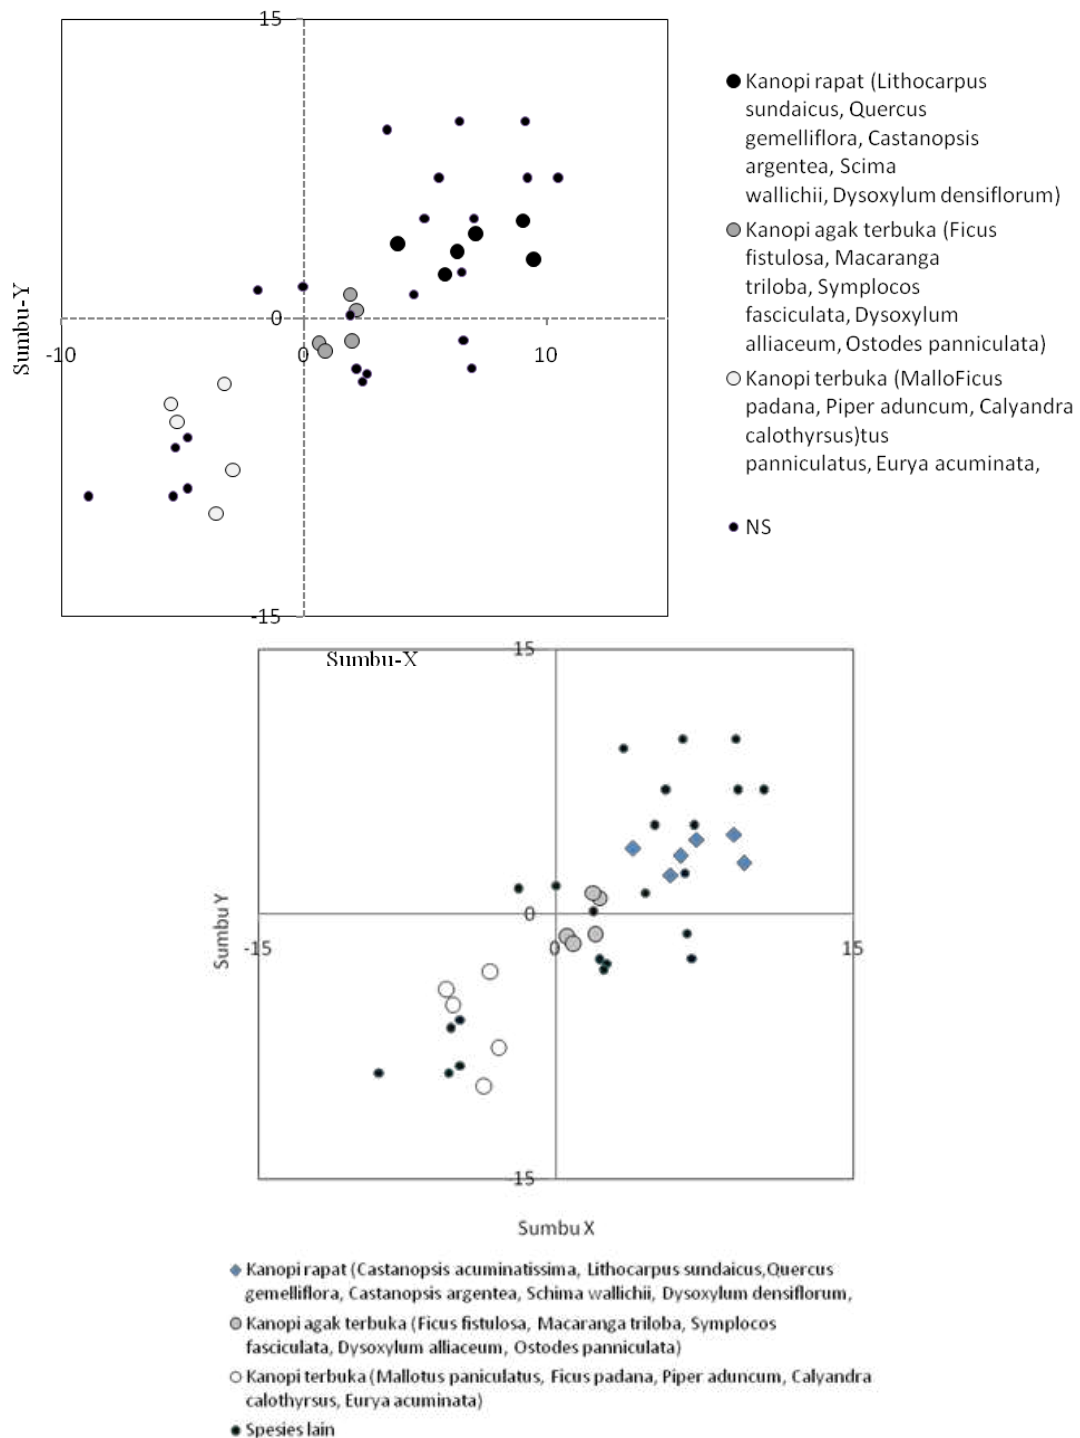 15
Kanopi rapat (Lithocarpus
sundaicus, Quercus
gemelliflora, Castanopsis
argentea, Scima
wallichii, Dysoxylum densiflorum)
Kanopi agak terbuka (Ficus
fistulosa, Macaranga
triloba, Symplocos
fasciculata, Dysoxylum
alliaceum, Ostodes panniculata)
Kanopi terbuka (MalloFicus
padana, Piper aduncum, Calyandra
calothyrsus)tus
panniculatus, Eurya acuminata,
NS
Sumbu-Y
0
-10
0
10
-15
Sumbu-X
15
Sumbu Y
0
-15
0
15
-15
Sumbu X
Kanopi rapat (Castanopsis acuminatissima, Lithocarpus sundaicus,Quercus
gemelliflora, Castanopsis argentea, Schima wallichii, Dysoxylum densiflorum,
Kanopi agak terbuka (Ficus fistulosa, Macaranga triloba, Symplocos
fasciculata, Dysoxylum alliaceum, Ostodes panniculata)
Kanopi terbuka (Mallotus paniculatus, Ficus padana, Piper aduncum, Calyandra
calothyrsus, Eurya acuminata)
Spesies lain